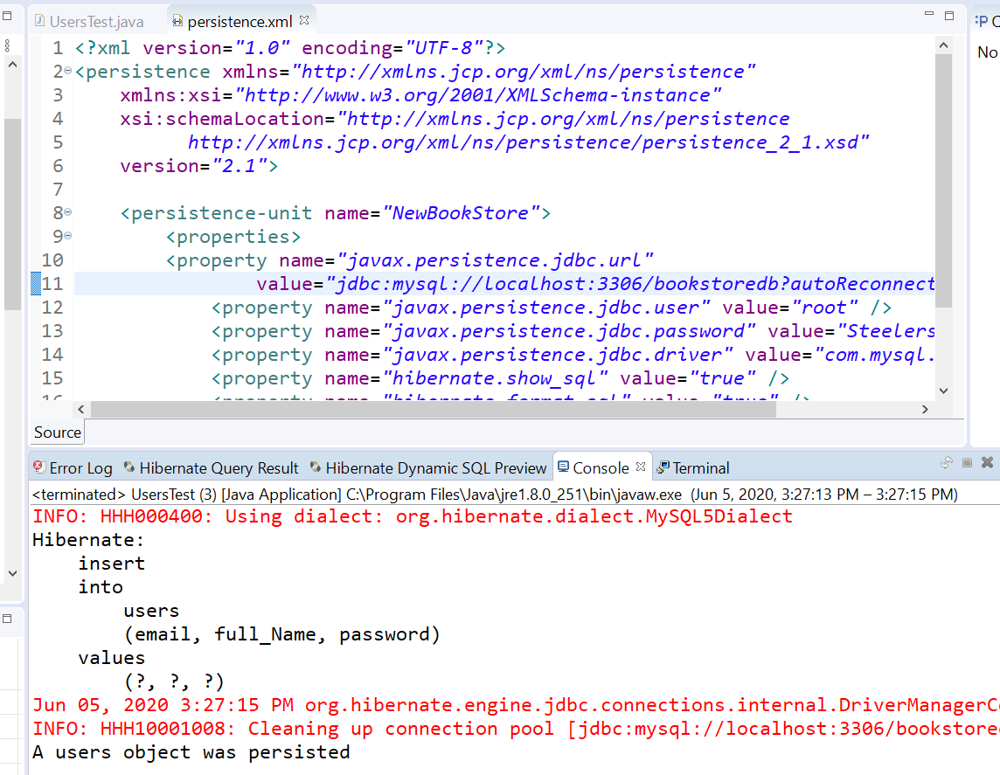 UsersTest.java persistence.xml
No
1 <?xml version="1.0" encoding="UTF-8"?>
2 <persistence xmlns="http://xmlns.jcp.org/xml/ns/persistence"
3 xmlns:xsi="http://www.w3.org/2001/XMLSchema-instance"
4 xsi:schemaLocation="http://xmlns.jcp.org/xml/ns/persistence
5 http://xmlns.jcp.org/xml/ns/persistence/persistence_2_1.xsd"
6 version="2.1">
7
8 <persistence-unit name="NewBookStore">
9 <properties>
10 <property name="javax.persistence.jdbc.url"
11 value="jdbc:mysql://localhost:3306/bookstoredb?autoReconnect
12 <property name="javax.persistence.jdbc.user" value="root" />
13 <property name="javax.persistence.jdbc.password" value="Steelers
14 <property name="javax.persistence.jdbc.driver" value="com.mysql.
15 <property name="hibernate.show_sql" value="true" />
16 <property name="hibernate.format_sql" value="true" />
Source
Error Log Hibernate Query Result Hibernate Dynamic SQL Preview Console Terminal
<terminated> UsersTest (3) [Java Application] C:\Program Files\Java\jre1.8.0_251\bin\javaw.exe (Jun 5, 2020, 3:27:13 PM – 3:27:15 PM)
INFO: HHH000400: Using dialect: org.hibernate.dialect.MySQL5Dialect
Hibernate:
insert
into
users
(email, full_Name, password)
values
(?, ?, ?)
Jun 05, 2020 3:27:15 PM org.hibernate.engine.jdbc.connections.internal.DriverManagerC
INFO: HHH10001008: Cleaning up connection pool [jdbc:mysql://localhost:3306/bookstore
A users object was persisted